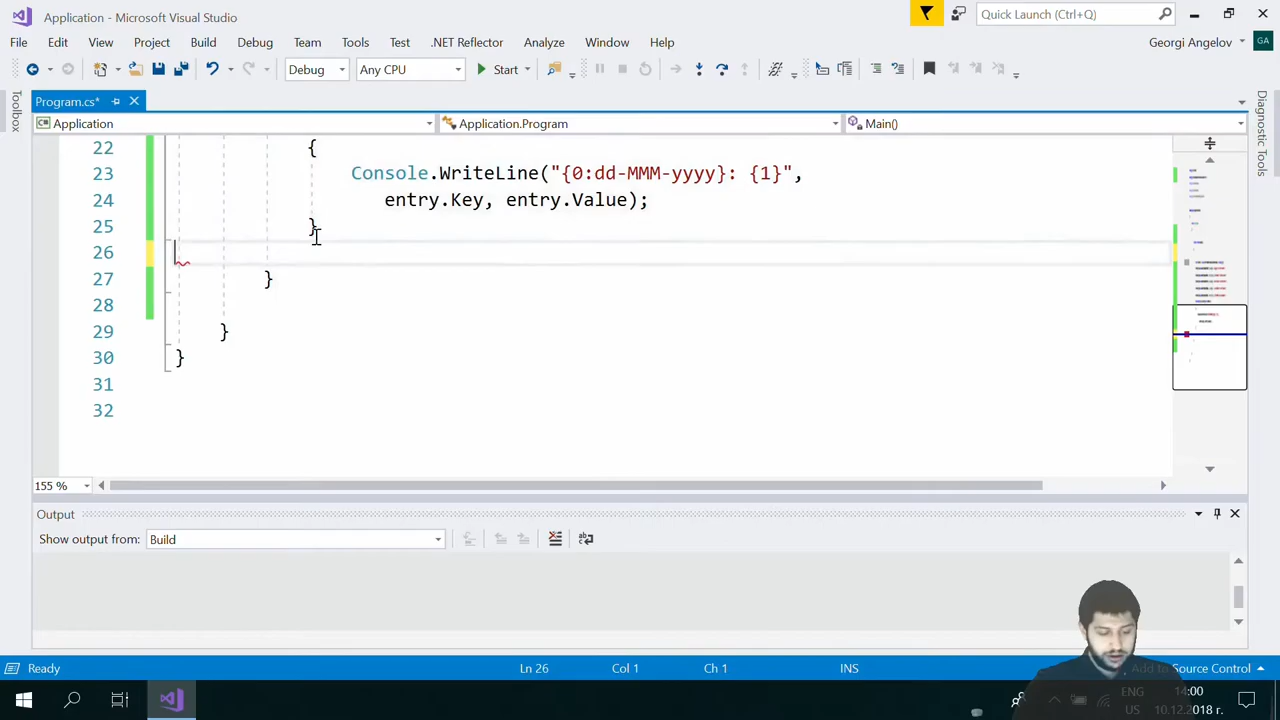 Application - Microsoft Visual Studio
Quick Launch (Ctrl+Q)
File Edit View Project Build Debug Team Tools Test .NET Reflector Analyze Window Help
Georgi Angelov
GA
Debug Any CPU Start
Toolbox
Program.cs*
Diagnostic Tools
Application Application.Program Main()
22 {
23 Console.WriteLine("{0:dd-MMM-yyyy}: {1}",
24 entry.Key, entry.Value);
25 }
26
27 }
28
29 }
30 }
31
32
155 %
Output
Show output from: Build
Ready Ln 26 Col 1 Ch 1 INS Add to Source Control
ENG 14:00
US 10.12.2018 г.